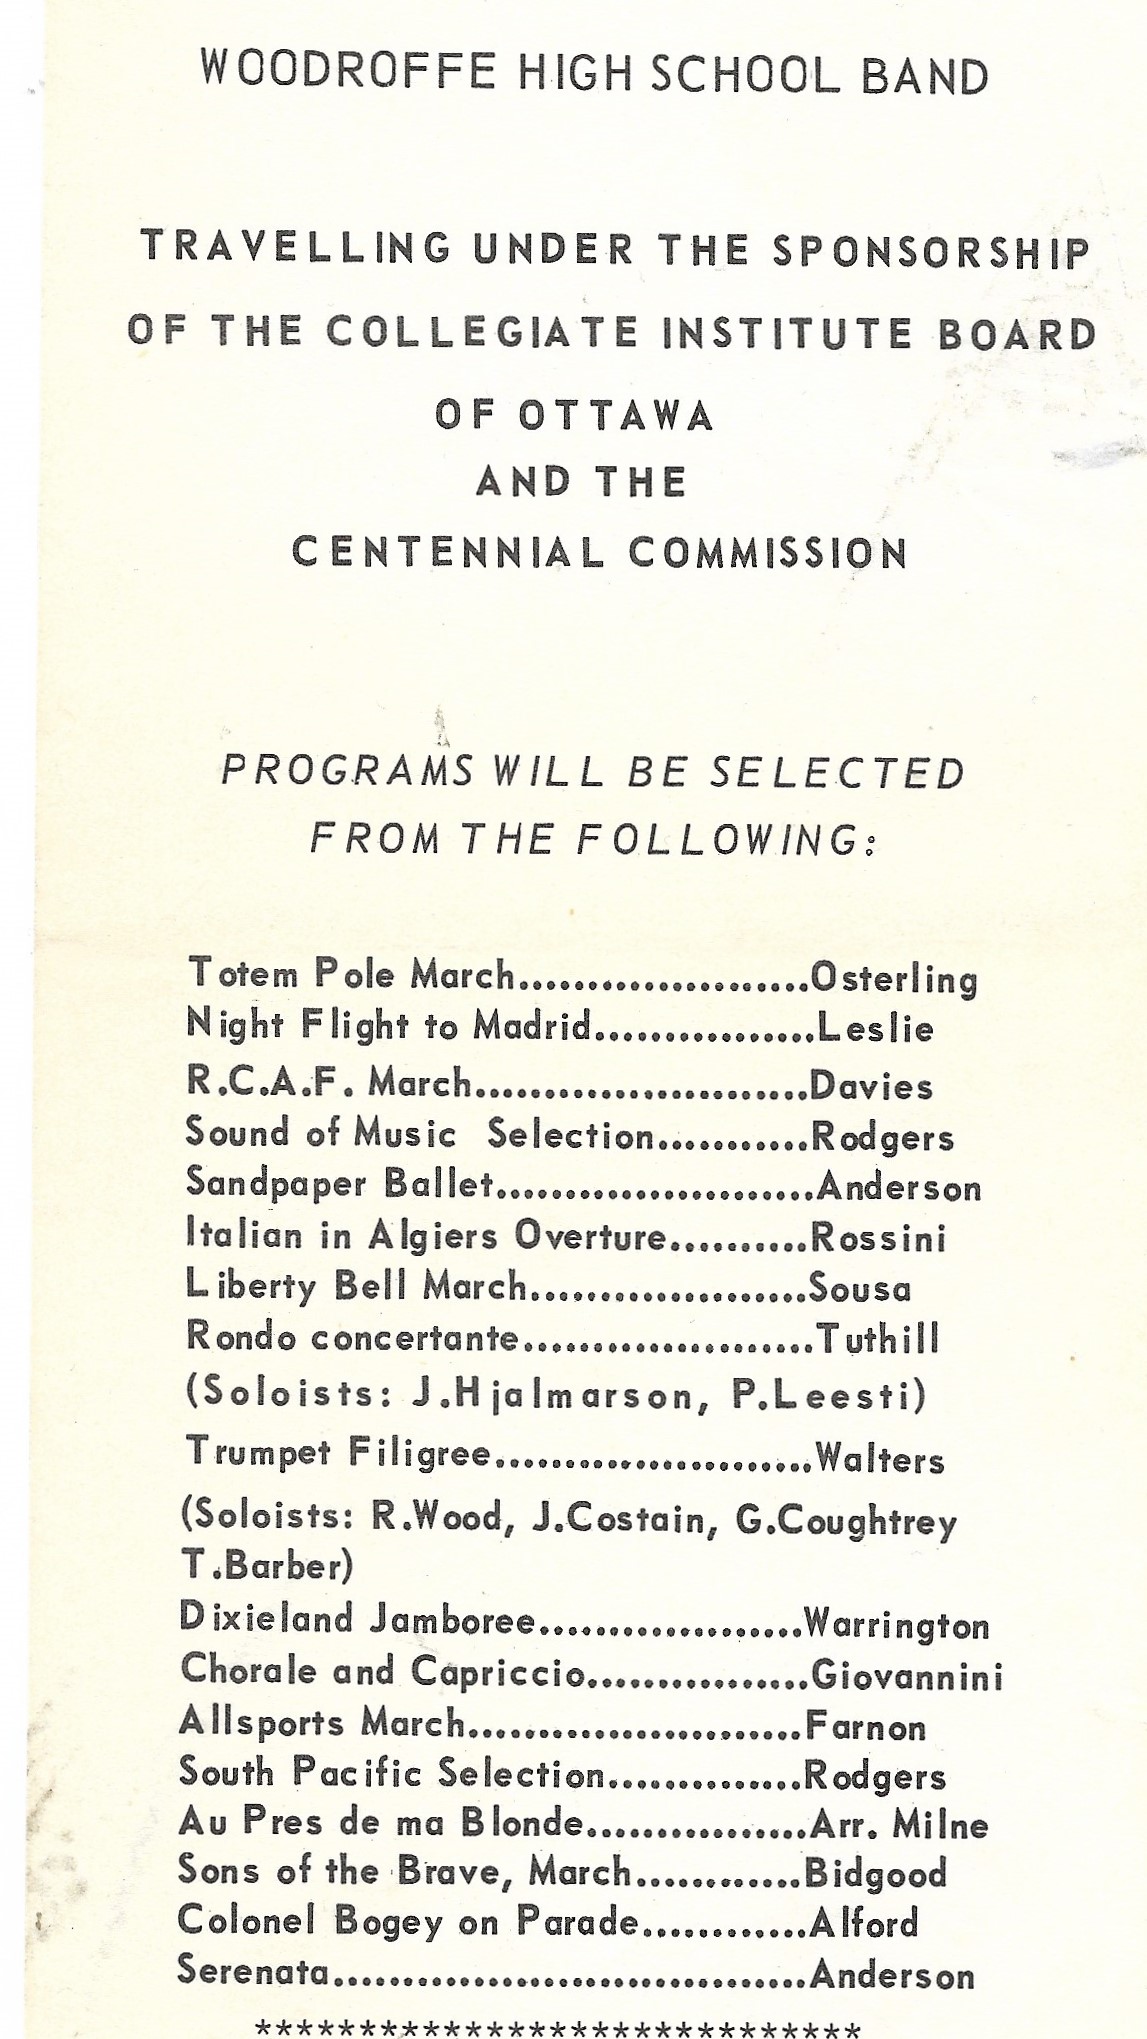 WOODROFFE HIGH SCHOOL BAND
TRAVELLING UNDER THE SPONSORSHIP
OF THE COLLEGIATE INSTITUTE BOARD
OF OTTAWA
AND THE
CENTENNIAL COMMISSION
PROGRAMS WILL BE SELECTED
FROM THE FOLLOWING:
Totem Pole March.....................Osterling
Night Flight to Madrid................Leslie
R.C.A.F. March........................Davies
Sound of Music Selection...........Rodgers
Sandpaper Ballet.......................Anderson
Italian in Algiers Overture..........Rossini
Liberty Bell March....................Sousa
Rondo concertante.....................Tuthill
(Soloists: J.Hjalmarson, P.Leesti)
Trumpet Filigree.......................Walters
(Soloists: R.Wood, J.Costain, G.Coughtrey
T.Barber)
Dixieland Jamboree...................Warrington
Chorale and Capriccio................Giovannini
Allsports March........................Farnon
South Pacific Selection..............Rodgers
Au Pres de ma Blonde................Arr. Milne
Sons of the Brave, March............Bidgood
Colonel Bogey on Parade............Alford
Serenata..................................Anderson
*****************************